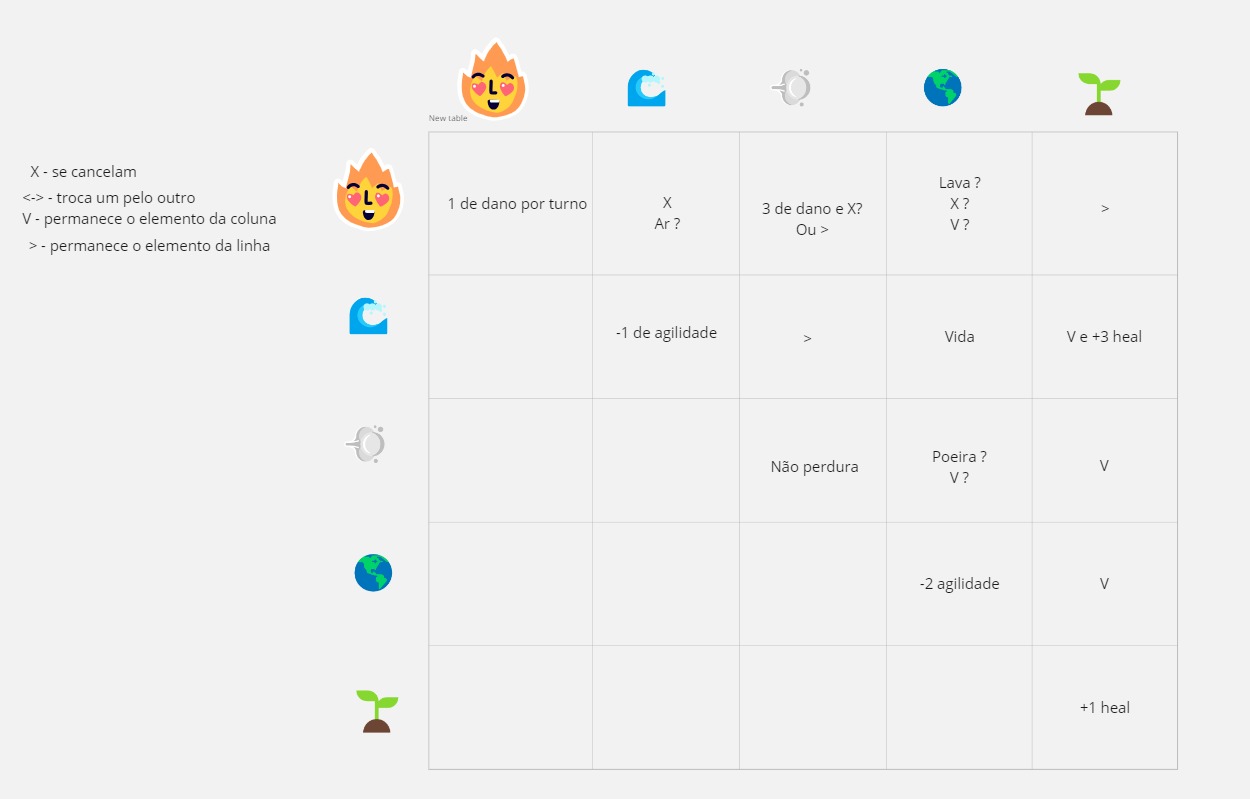 New table
X - se cancelam
<-> - troca um pelo outro
V - permanece o elemento da coluna
> - permanece o elemento da linha
1 de dano por turno
X
Ar ?
3 de dano e X?
Ou >
Lava ?
X ?
V ?
>
-1 de agilidade
>
Vida
V e +3 heal
Não perdura
Poeira ?
V ?
V
-2 agilidade
V
+1 heal